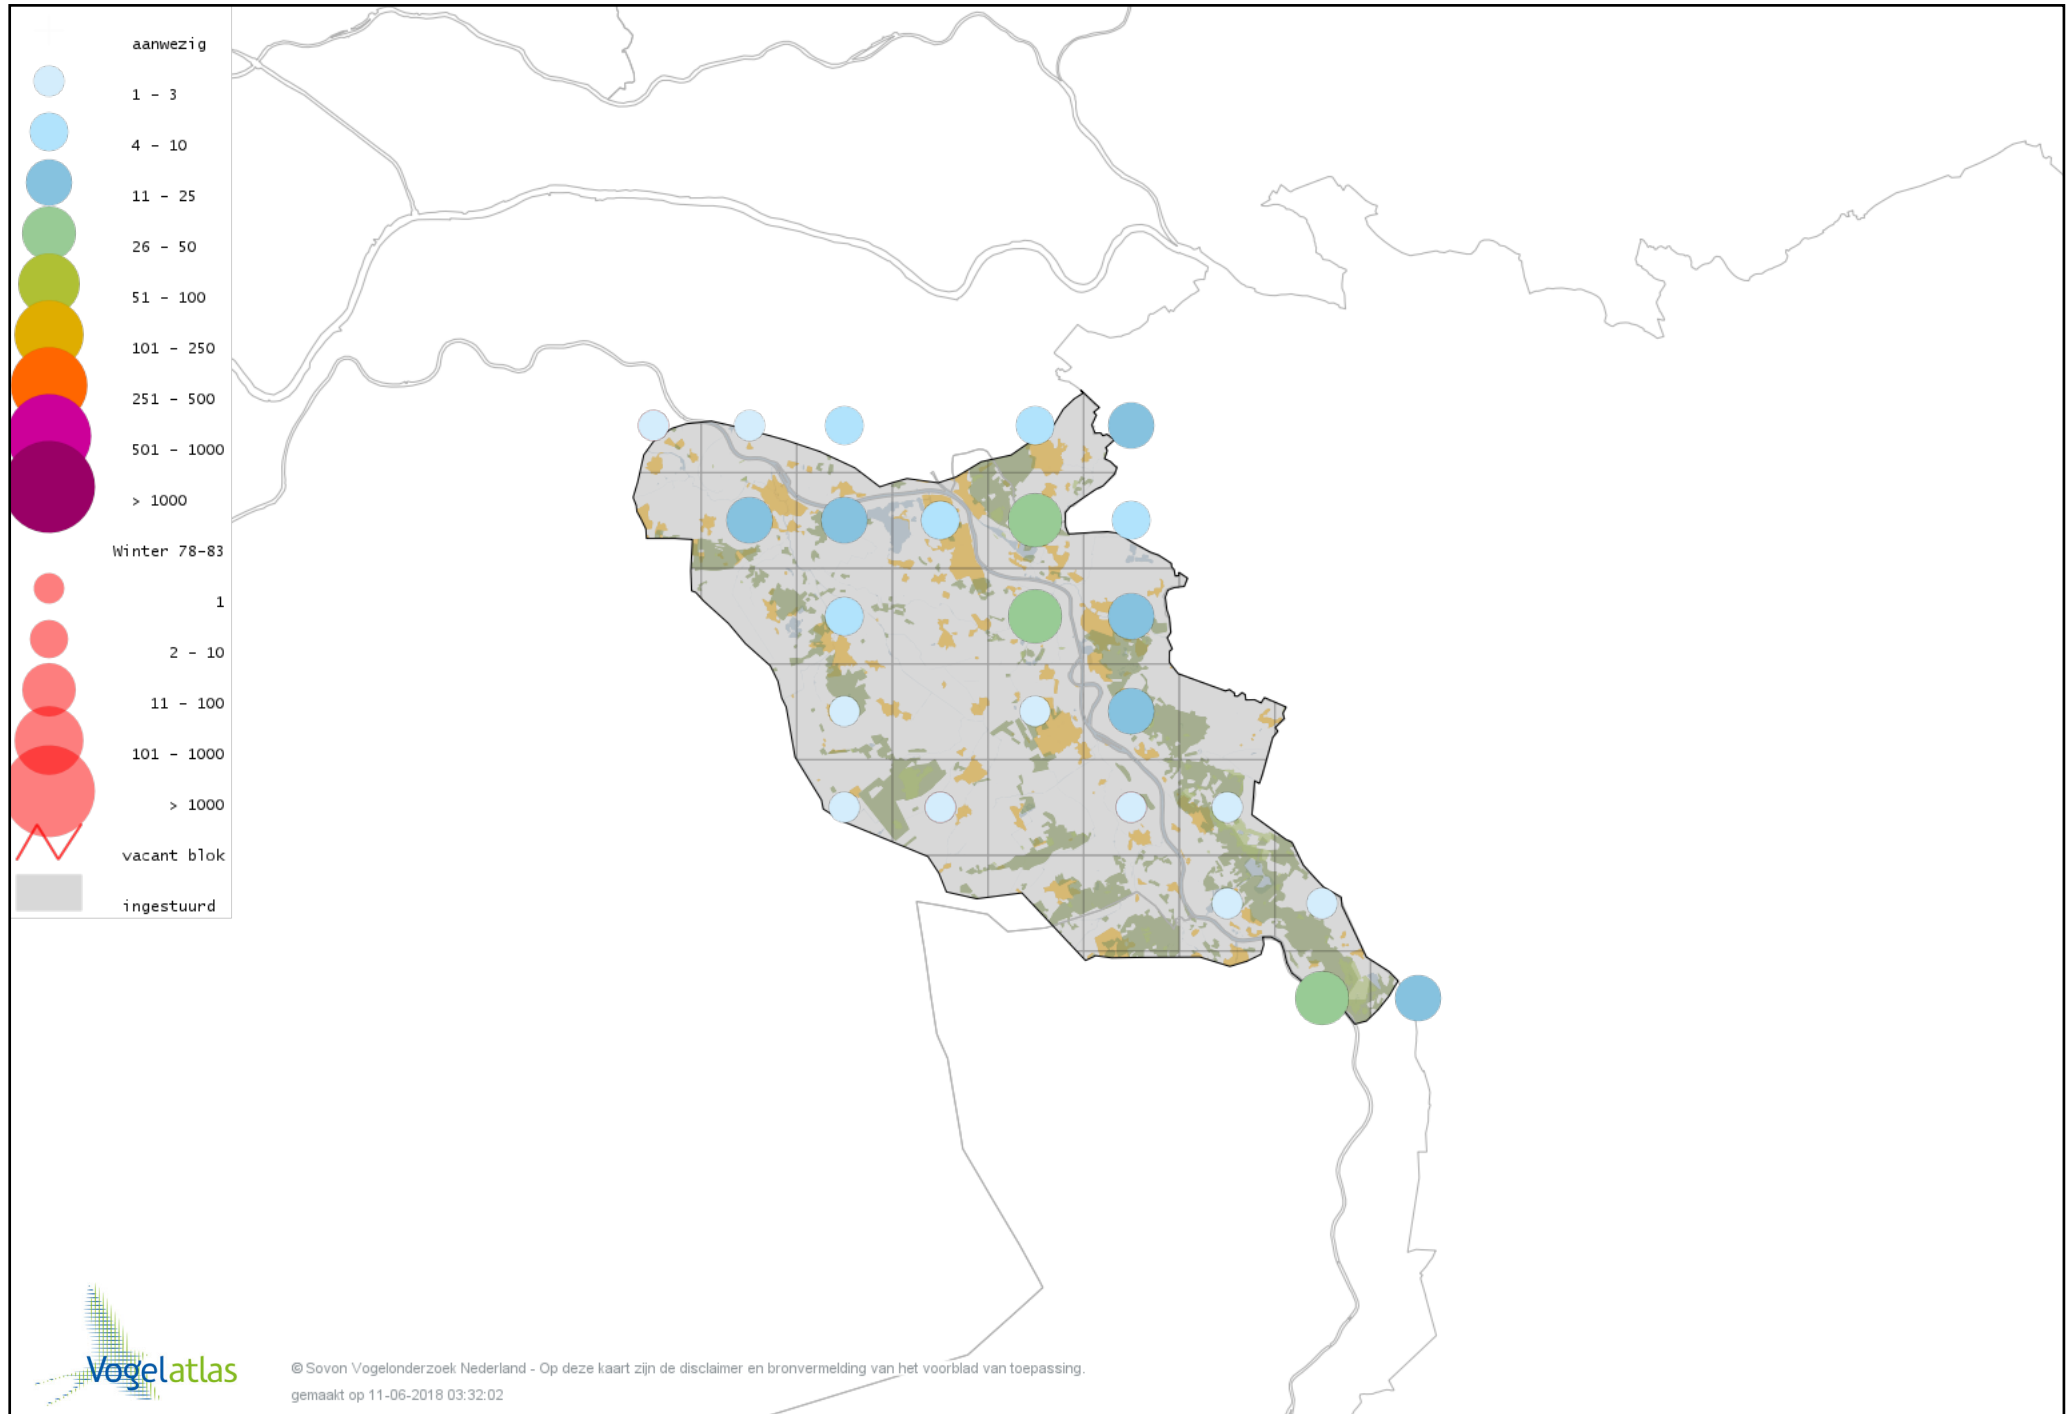 aanwezig
1 - 3
4 - 10
11 - 25
26 - 50
51 - 100
101 - 250
251 - 500
501 - 1000
> 1000
Winter 78-83
1
2 - 10
11 - 100
101 - 1000
> 1000
vacant blok
ingestuurd
Vogelatlas
© Sovon Vogelonderzoek Nederland - Op deze kaart zijn de disclaimer en bronvermelding van het voorblad van toepassing.
gemaakt op 11-06-2018 03:32:02